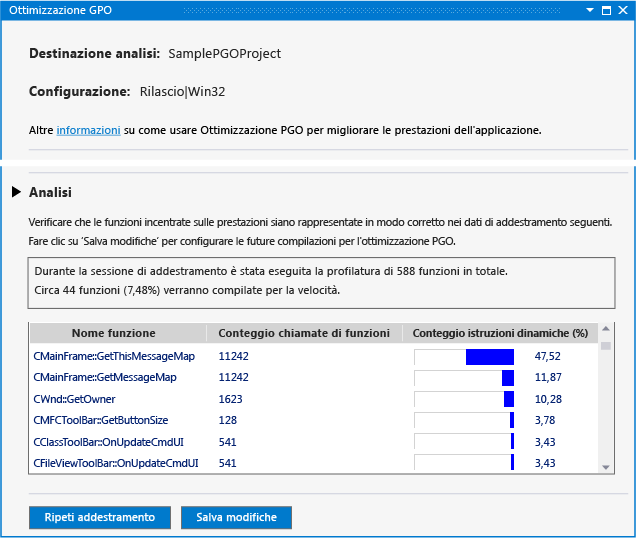 Ottimizzazione GPO
Destinazione analisi: SamplePGOProject
Configurazione: Rilascio|Win32
Altre informazioni su come usare Ottimizzazione PGO per migliorare le prestazioni dell'applicazione.
Analisi
Verificare che le funzioni incentrate sulle prestazioni siano rappresentate in modo corretto nei dati di addestramento seguenti.
Fare clic su 'Salva modifiche' per configurare le future compilazioni per l'ottimizzazione PGO.
Durante la sessione di addestramento è stata eseguita la profilatura di 588 funzioni in totale.
Circa 44 funzioni (7,48%) verranno compilate per la velocità.
Nome funzione Conteggio chiamate di funzioni Conteggio istruzioni dinamiche (%)
CMainFrame::GetThisMessageMap 11242 47,52
CMainFrame::GetMessageMap 11242 11,87
CWnd::GetOwner 1623 10,28
CMFCToolBar::GetButtonSize 128 3,78
CClassToolBar::OnUpdateCmdUI 541 3,43
CFileViewToolBar::OnUpdateCmdUI 541 3,43
Ripeti addestramento Salva modifiche